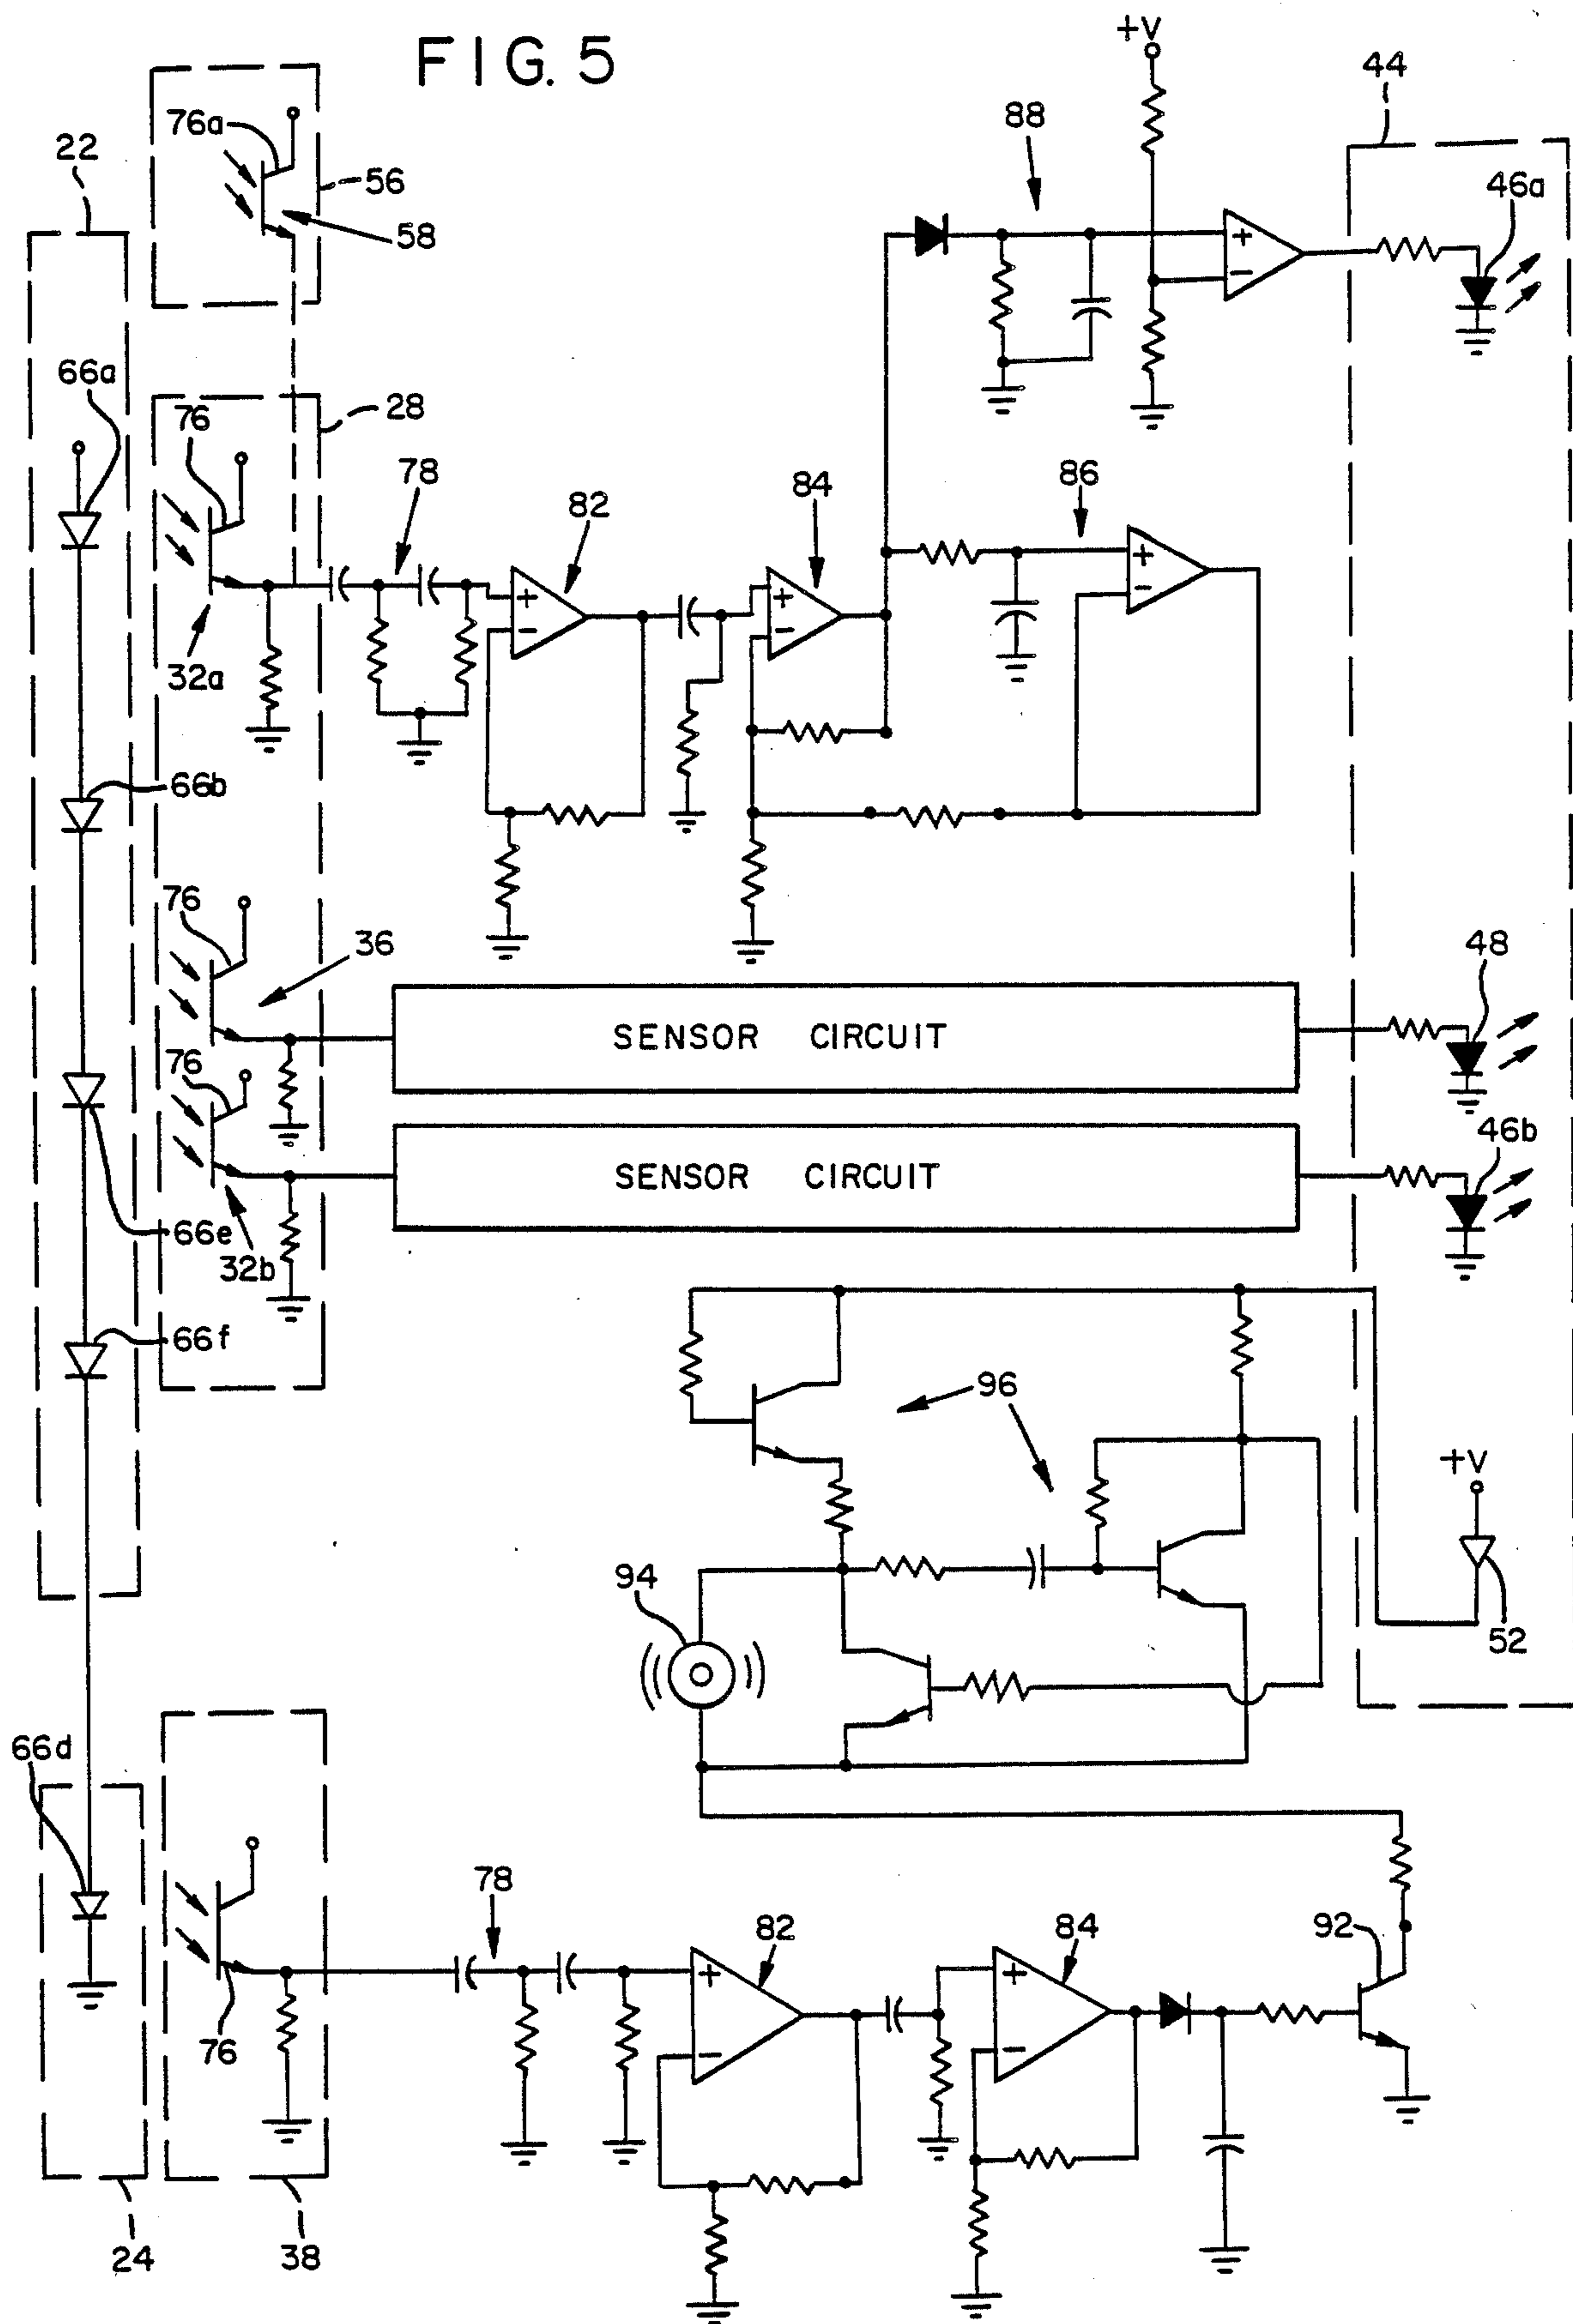 FIG. 5
+V
44
88
76a
22
56
46a
58
+
−
66a
28
76
78
82
84
86
+
−
+
−
+
−
32a
66b
76
36
48
SENSOR CIRCUIT
76
46b
SENSOR CIRCUIT
66e
32b
66f
96
+V
94
52
66d
78
82
84
92
+
−
+
−
76
24
38